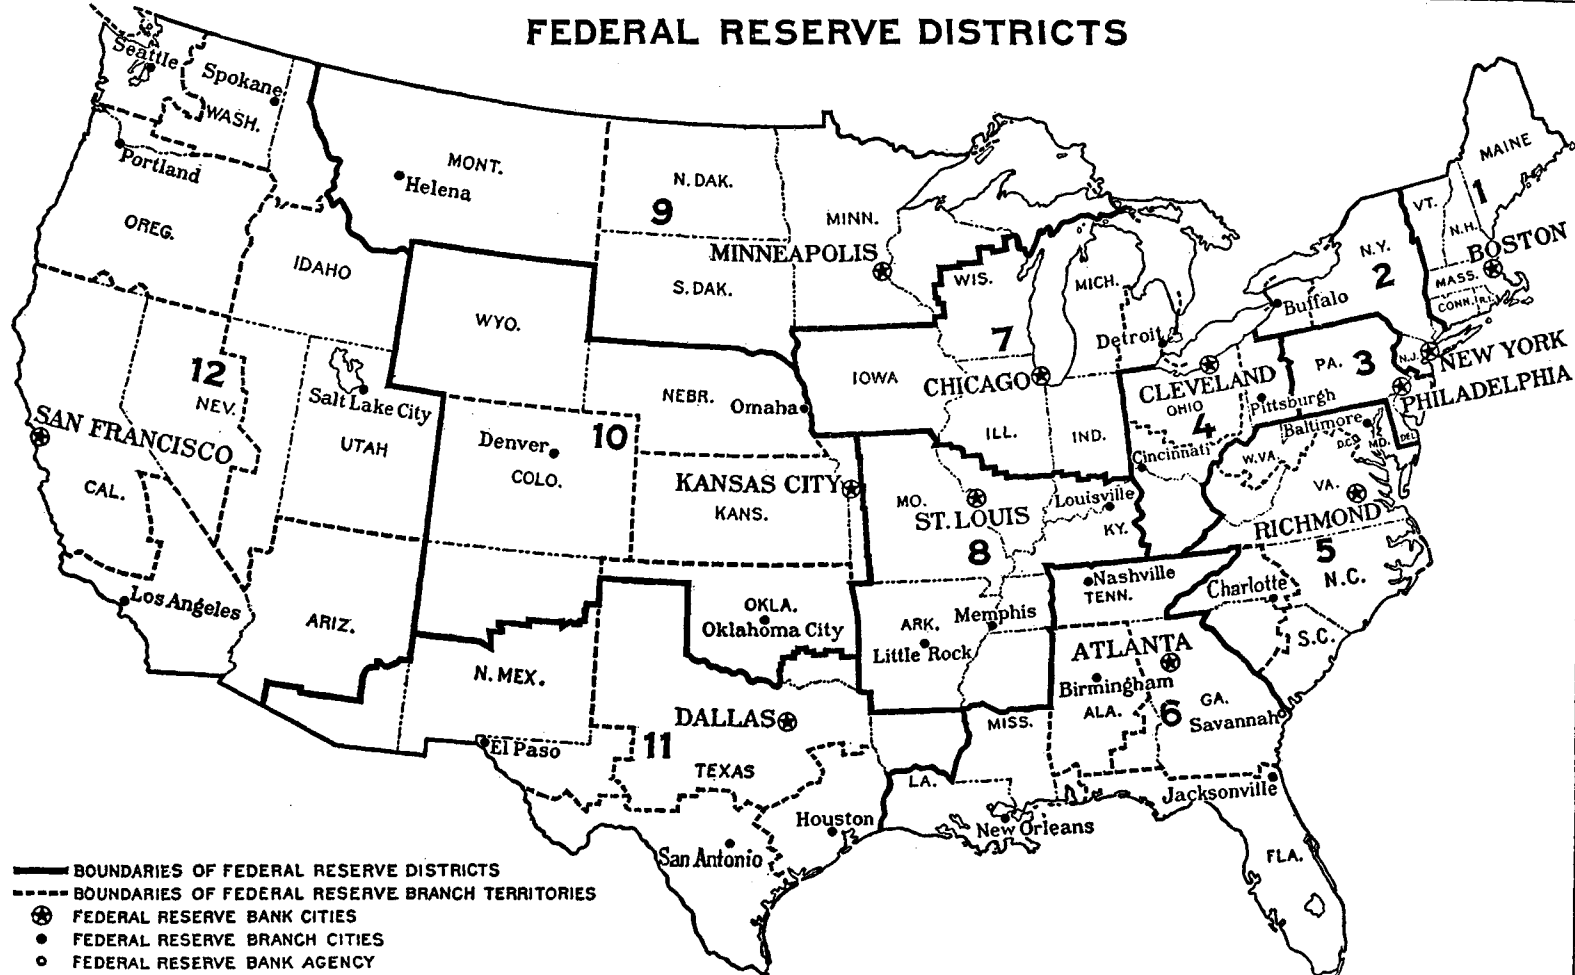 FEDERAL RESERVE DISTRICTS
Seattle
Spokane
WASH.
Portland
OREG.
MONT.
Helena
IDAHO
N. DAK.
9
MINN.
MINNEAPOLIS
S. DAK.
WYO.
WIS.
MICH.
7
Detroit
MAINE
VT.
1
N.H.
BOSTON
N.Y.
2
MASS.
CONN.
R.I.
Buffalo
12
NEV.
SAN FRANCISCO
Salt Lake City
UTAH
CAL.
NEBR.
Omaha
IOWA
CHICAGO
ILL.
IND.
CLEVELAND
OHIO
4
Cincinnati
PA.
3
N.J.
NEW YORK
PHILADELPHIA
Pittsburgh
Baltimore
D.C.
MD.
DEL.
W.VA.
VA.
RICHMOND
5
Denver
10
COLO.
KANSAS CITY
KANS.
MO.
ST. LOUIS
8
Louisville
KY.
Los Angeles
ARIZ.
N. MEX.
OKLA.
Oklahoma City
ARK.
Little Rock
Memphis
Nashville
TENN.
Charlotte
N.C.
S.C.
ATLANTA
Birmingham
ALA.
6
GA.
Savannah
Jacksonville
FLA.
DALLAS
11
El Paso
TEXAS
Houston
San Antonio
MISS.
LA.
New Orleans
BOUNDARIES OF FEDERAL RESERVE DISTRICTS
BOUNDARIES OF FEDERAL RESERVE BRANCH TERRITORIES
FEDERAL RESERVE BANK CITIES
FEDERAL RESERVE BRANCH CITIES
FEDERAL RESERVE BANK AGENCY